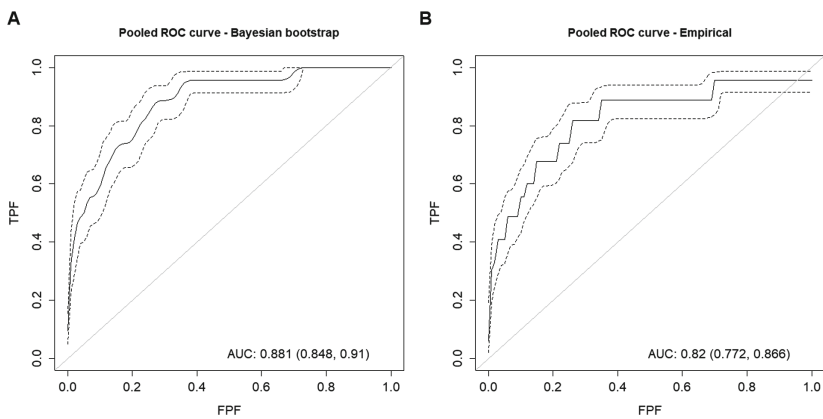 A
Pooled ROC curve - Bayesian bootstrap
TPF
1.0
0.8
0.6
0.4
0.2
0.0
AUC: 0.881 (0.848, 0.91)
0.0 0.2 0.4 0.6 0.8 1.0
FPF
B
Pooled ROC curve - Empirical
TPF
1.0
0.8
0.6
0.4
0.2
0.0
AUC: 0.82 (0.772, 0.866)
0.0 0.2 0.4 0.6 0.8 1.0
FPF